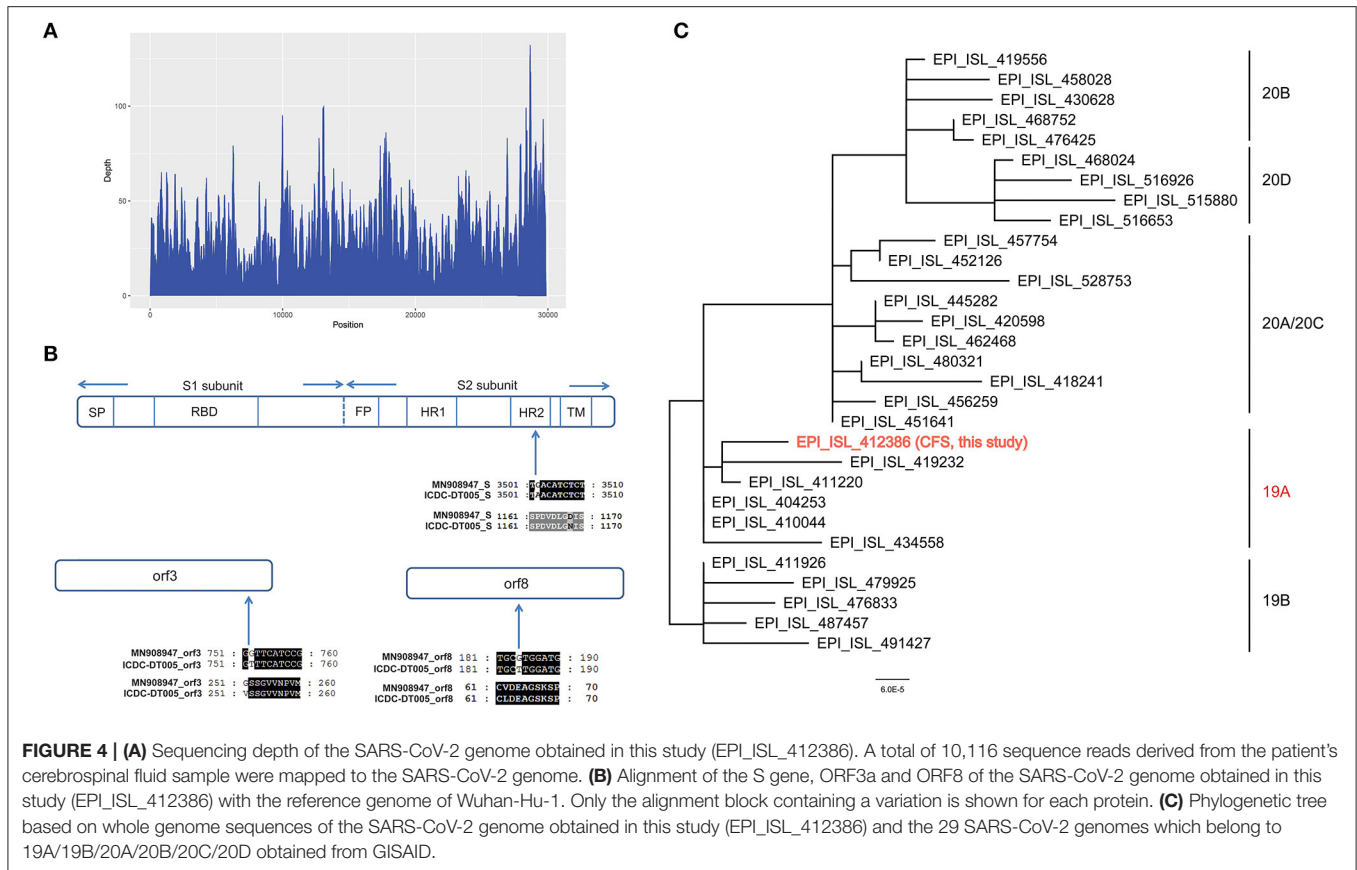 A
100
50
0
Depth
0
10000
20000
30000
Position
B
S1 subunit
S2 subunit
SP
RBD
FP
HR1
HR2
TM
MN908947_S 3501 : TGACATCTCT : 3510
ICDC-DT005_S 3501 : TAACATCTCT : 3510
MN908947_S 1161 : SPDVDLGDIS : 1170
ICDC-DT005_S 1161 : SPDVDLGNIS : 1170
orf3
orf8
MN908947_orf3 751 : GGTTCATCCG : 760
ICDC-DT005_orf3 751 : GTTTCATCCG : 760
MN908947_orf3 251 : GSSGVVNPVM : 260
ICDC-DT005_orf3 251 : VSSGVVNPVM : 260
MN908947_orf8 181 : TGCGTGGATG : 190
ICDC-DT005_orf8 181 : TGCTTGGATG : 190
MN908947_orf8 61 : CVDEAGSKSP : 70
ICDC-DT005_orf8 61 : CLDEAGSKSP : 70
C
EPI_ISL_419556
EPI_ISL_458028
EPI_ISL_430628
EPI_ISL_468752
EPI_ISL_476425
20B
EPI_ISL_468024
EPI_ISL_516926
EPI_ISL_515880
EPI_ISL_516653
20D
EPI_ISL_457754
EPI_ISL_452126
EPI_ISL_528753
EPI_ISL_445282
EPI_ISL_420598
EPI_ISL_462468
EPI_ISL_480321
EPI_ISL_418241
EPI_ISL_456259
EPI_ISL_451641
20A/20C
EPI_ISL_412386 (CFS, this study)
EPI_ISL_419232
EPI_ISL_411220
EPI_ISL_404253
EPI_ISL_410044
EPI_ISL_434558
19A
EPI_ISL_411926
EPI_ISL_479925
EPI_ISL_476833
EPI_ISL_487457
EPI_ISL_491427
19B
6.0E-5
FIGURE 4 | (A) Sequencing depth of the SARS-CoV-2 genome obtained in this study (EPI_ISL_412386). A total of 10,116 sequence reads derived from the patient's
cerebrospinal fluid sample were mapped to the SARS-CoV-2 genome. (B) Alignment of the S gene, ORF3a and ORF8 of the SARS-CoV-2 genome obtained in this
study (EPI_ISL_412386) with the reference genome of Wuhan-Hu-1. Only the alignment block containing a variation is shown for each protein. (C) Phylogenetic tree
based on whole genome sequences of the SARS-CoV-2 genome obtained in this study (EPI_ISL_412386) and the 29 SARS-CoV-2 genomes which belong to
19A/19B/20A/20B/20C/20D obtained from GISAID.